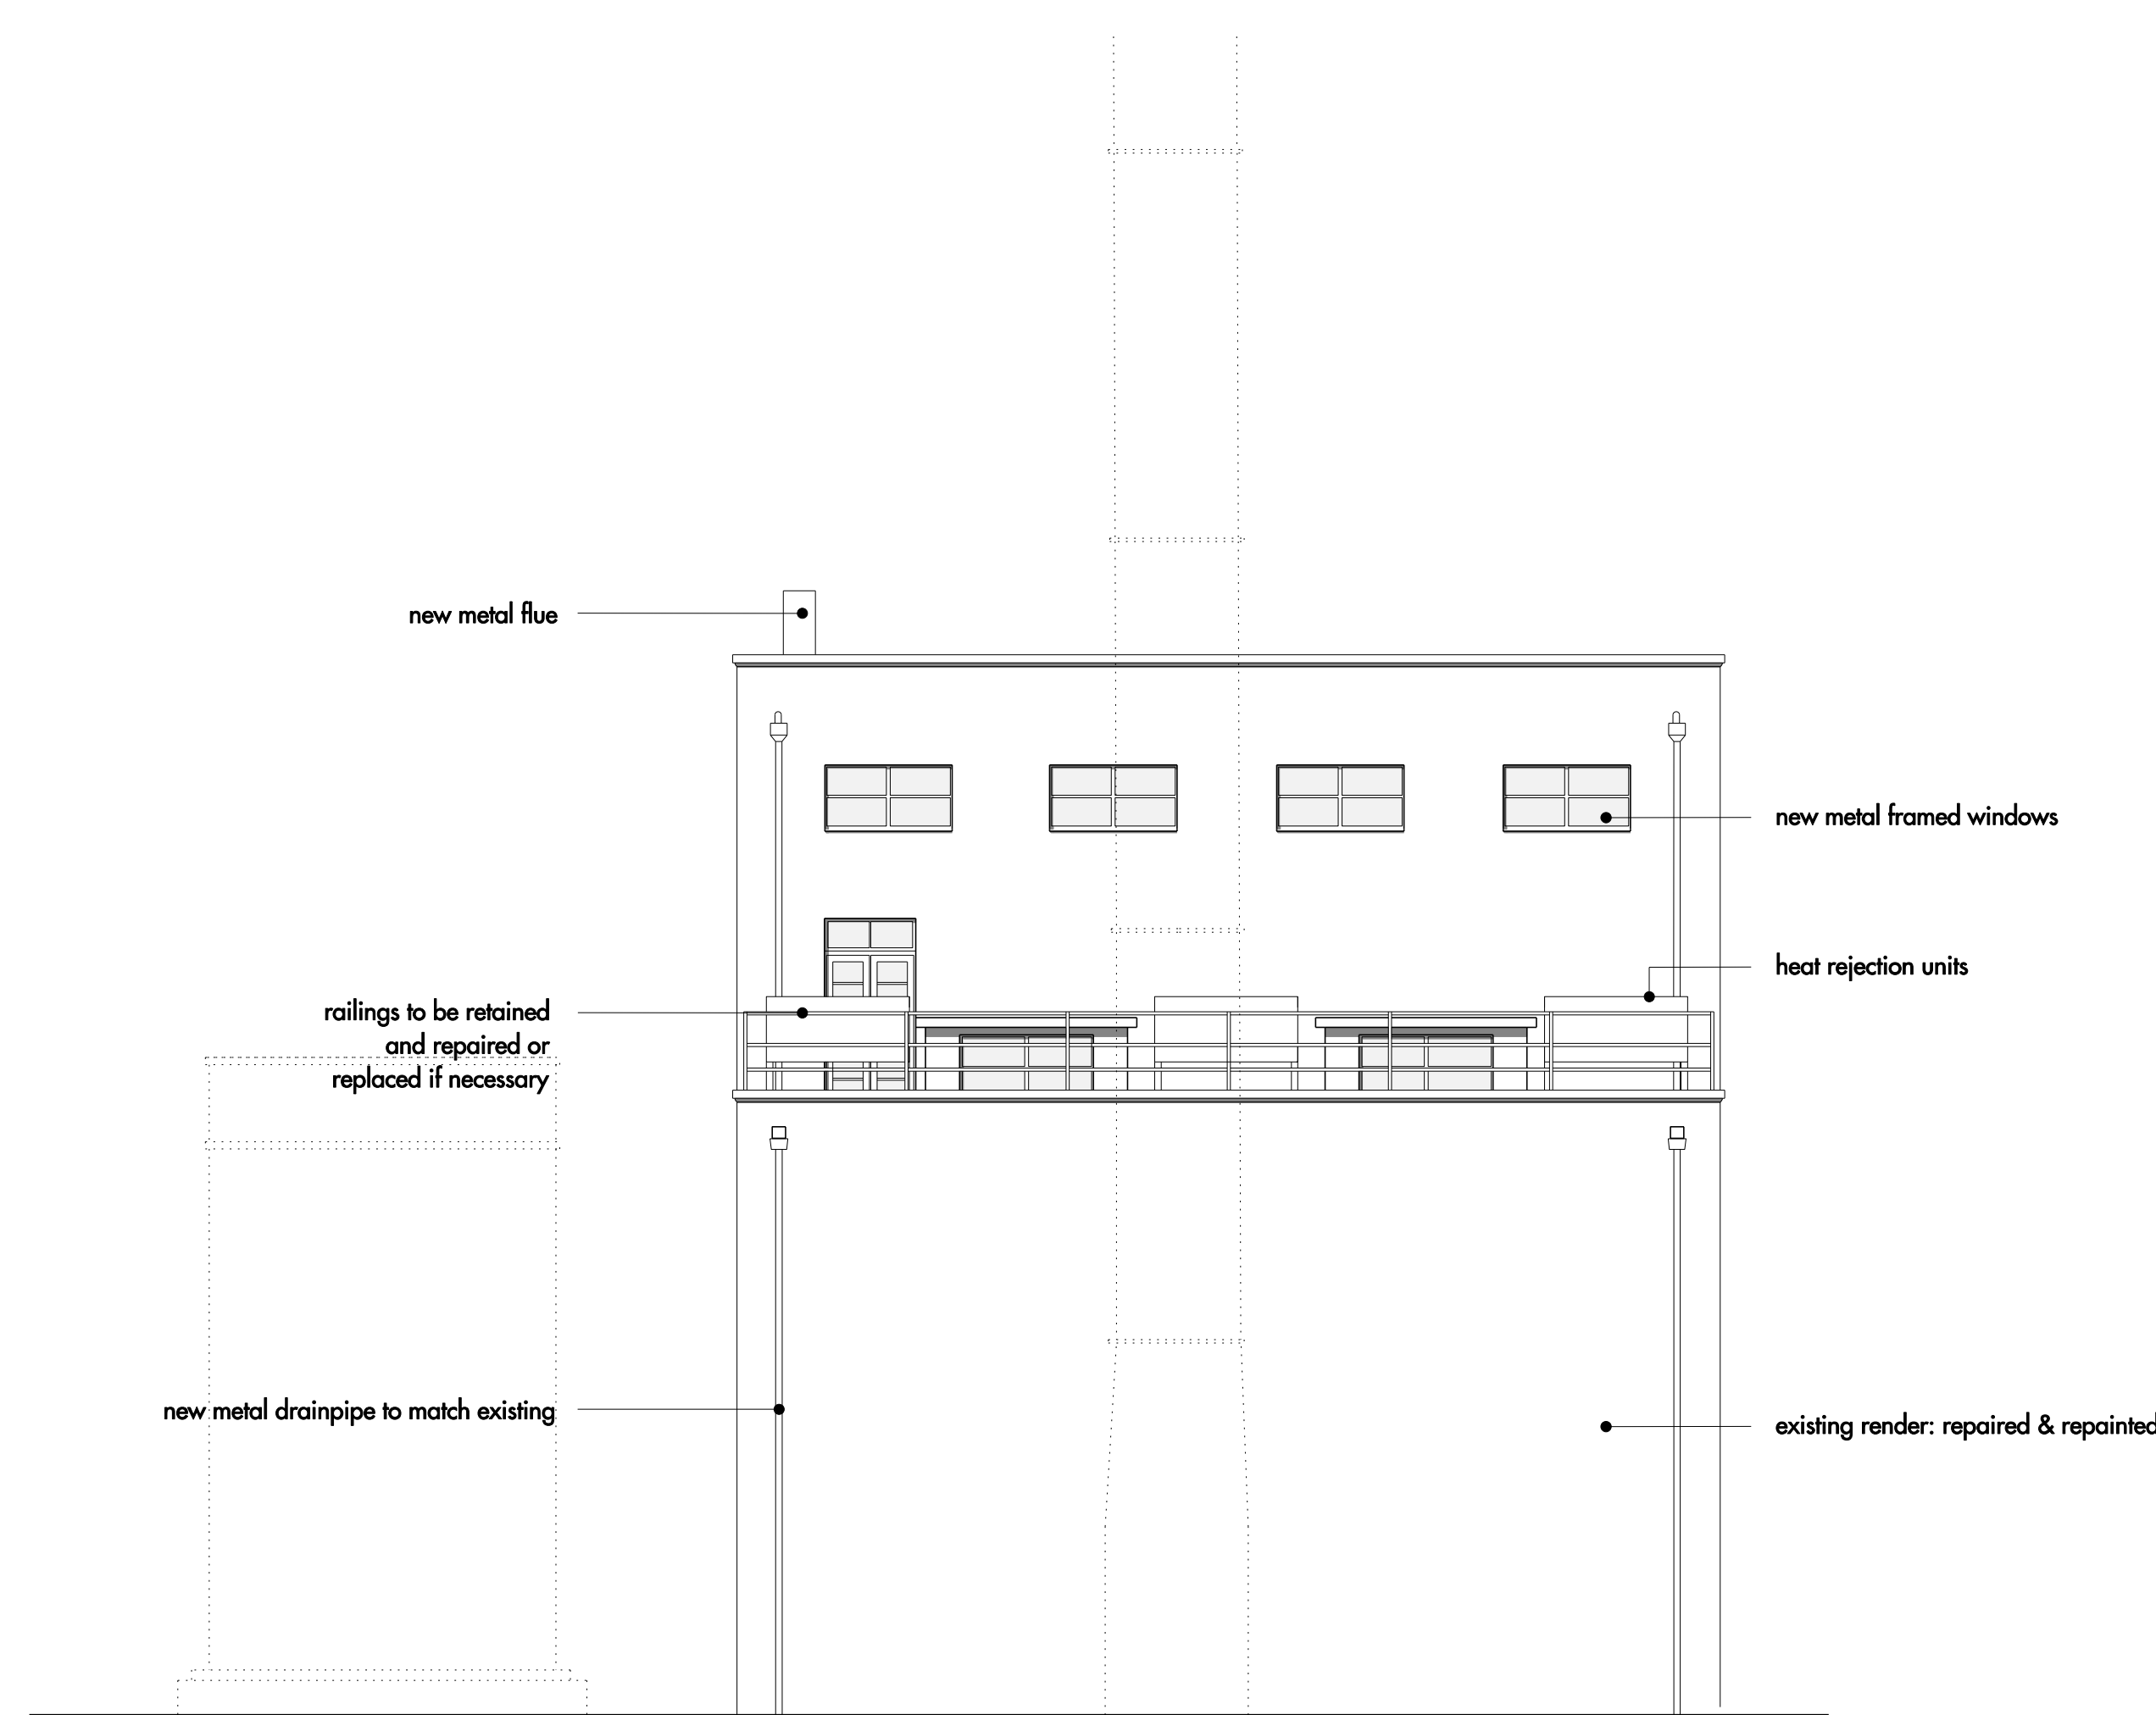 new metal flue
new metal framed windows
heat rejection units
railings to be retained
and repaired or
replaced if necessary
new metal drainpipe to match existing
existing render: repaired & repainted